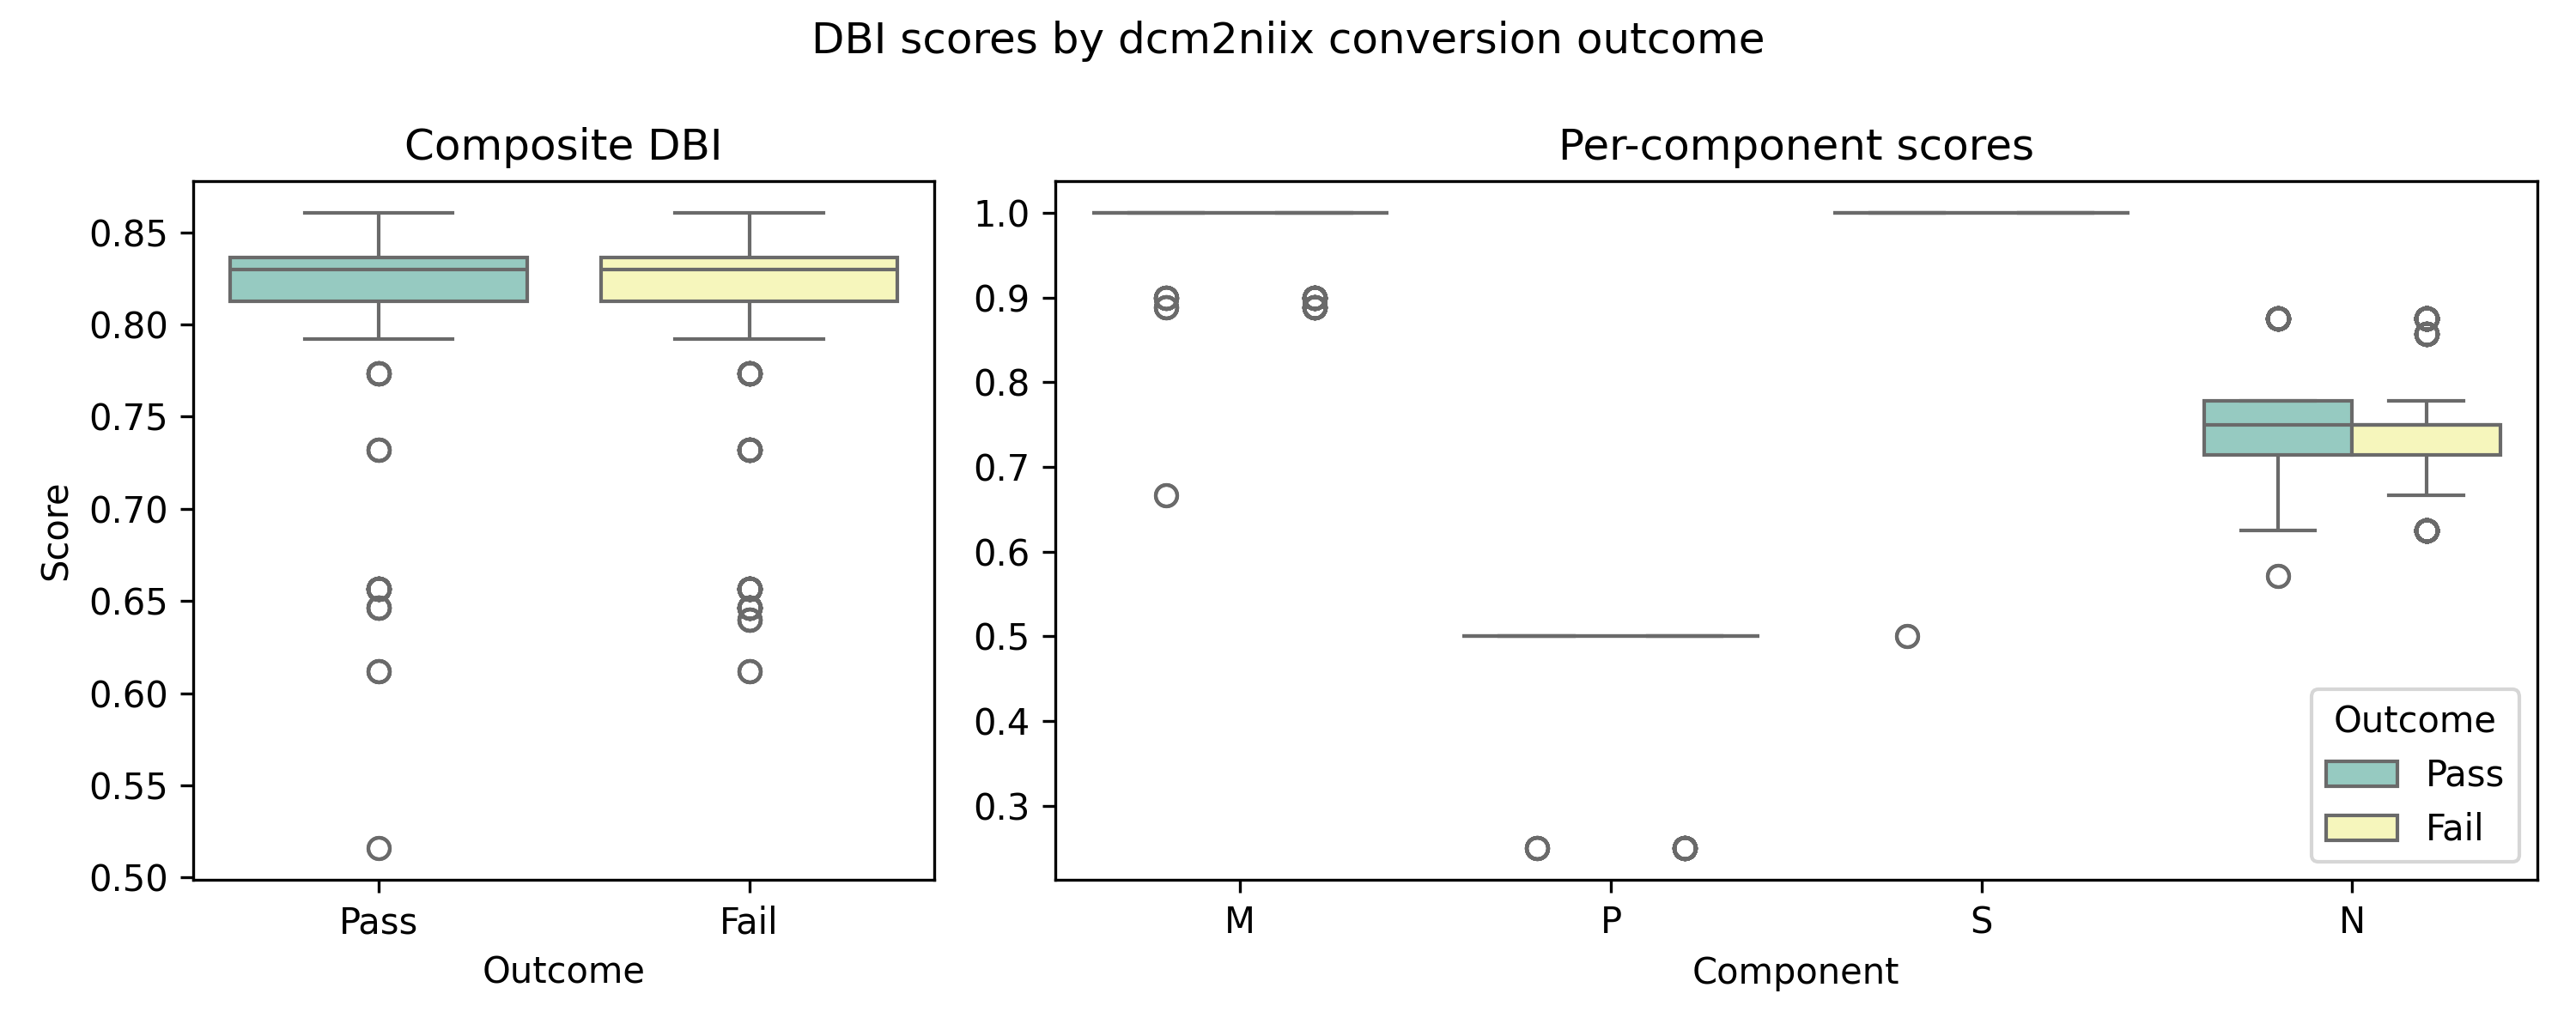 DBI scores by dcm2niix conversion outcome
Composite DBI
Score
0.85
0.80
0.75
0.70
0.65
0.60
0.55
0.50
Pass Fail
Outcome
Per-component scores
1.0
0.9
0.8
0.7
0.6
0.5
0.4
0.3
M P S N
Component
Outcome
Pass
Fail